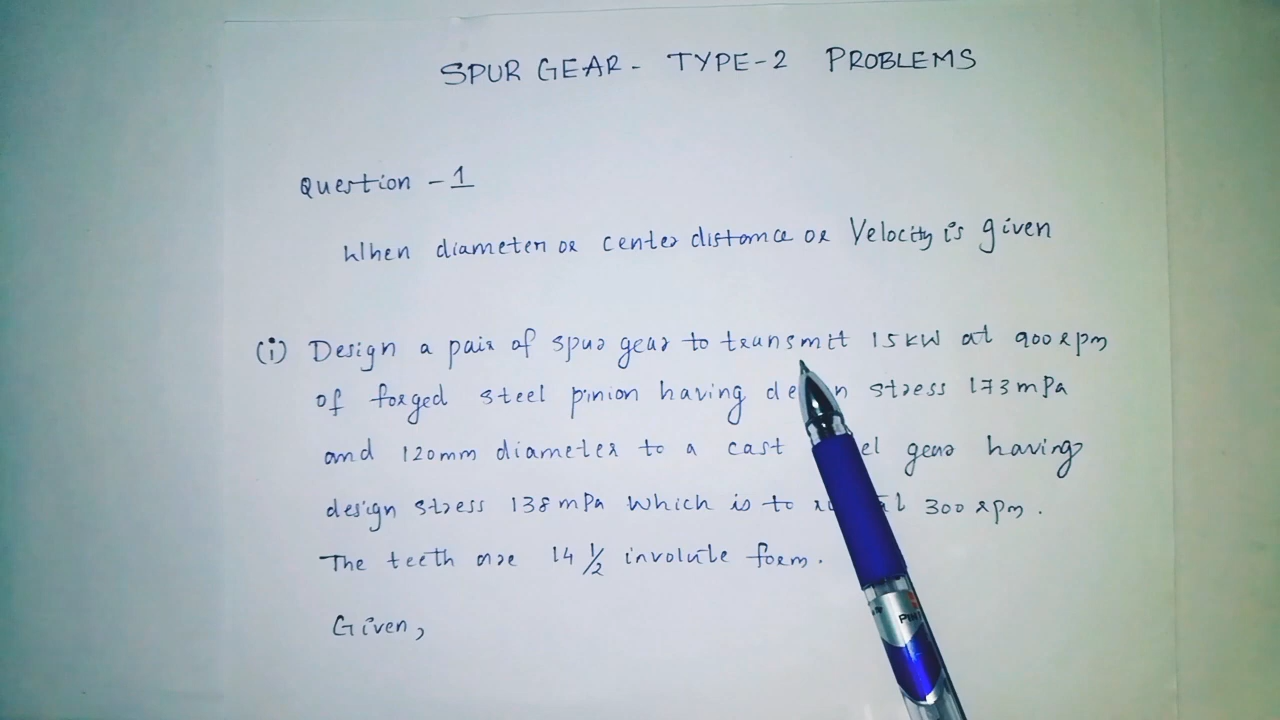 SPUR GEAR - TYPE-2 PROBLEMS
Question - 1
When diameter or center distance or Velocity is given
(i) Design a pair of spur gear to transmit 15 kW at 900 rpm
of forged steel pinion having stress 173 mPa
and 120mm diameter to a cast gear having
design stress 138 mPa which is to 300 rpm.
The teeth are 14 1/2 involute form.
Given,